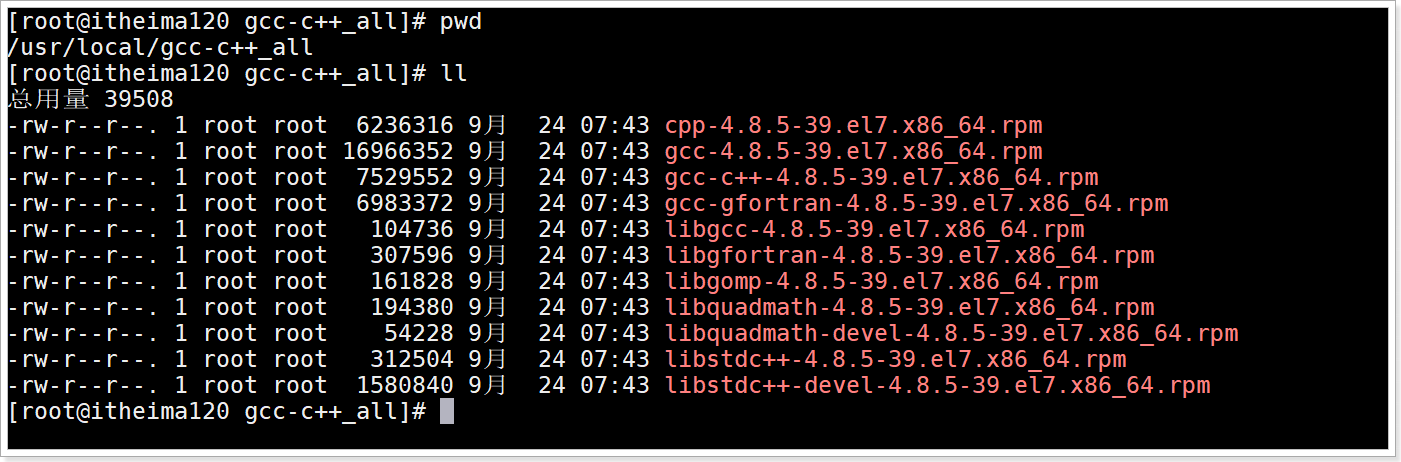 [root@itheima120 gcc-c++_all]# pwd
/usr/local/gcc-c++_all
[root@itheima120 gcc-c++_all]# ll
总用量 39508
-rw-r--r--. 1 root root  6236316 9月  24 07:43 cpp-4.8.5-39.el7.x86_64.rpm
-rw-r--r--. 1 root root 16966352 9月  24 07:43 gcc-4.8.5-39.el7.x86_64.rpm
-rw-r--r--. 1 root root  7529552 9月  24 07:43 gcc-c++-4.8.5-39.el7.x86_64.rpm
-rw-r--r--. 1 root root  6983372 9月  24 07:43 gcc-gfortran-4.8.5-39.el7.x86_64.rpm
-rw-r--r--. 1 root root   104736 9月  24 07:43 libgcc-4.8.5-39.el7.x86_64.rpm
-rw-r--r--. 1 root root   307596 9月  24 07:43 libgfortran-4.8.5-39.el7.x86_64.rpm
-rw-r--r--. 1 root root   161828 9月  24 07:43 libgomp-4.8.5-39.el7.x86_64.rpm
-rw-r--r--. 1 root root   194380 9月  24 07:43 libquadmath-4.8.5-39.el7.x86_64.rpm
-rw-r--r--. 1 root root    54228 9月  24 07:43 libquadmath-devel-4.8.5-39.el7.x86_64.rpm
-rw-r--r--. 1 root root   312504 9月  24 07:43 libstdc++-4.8.5-39.el7.x86_64.rpm
-rw-r--r--. 1 root root  1580840 9月  24 07:43 libstdc++-devel-4.8.5-39.el7.x86_64.rpm
[root@itheima120 gcc-c++_all]#